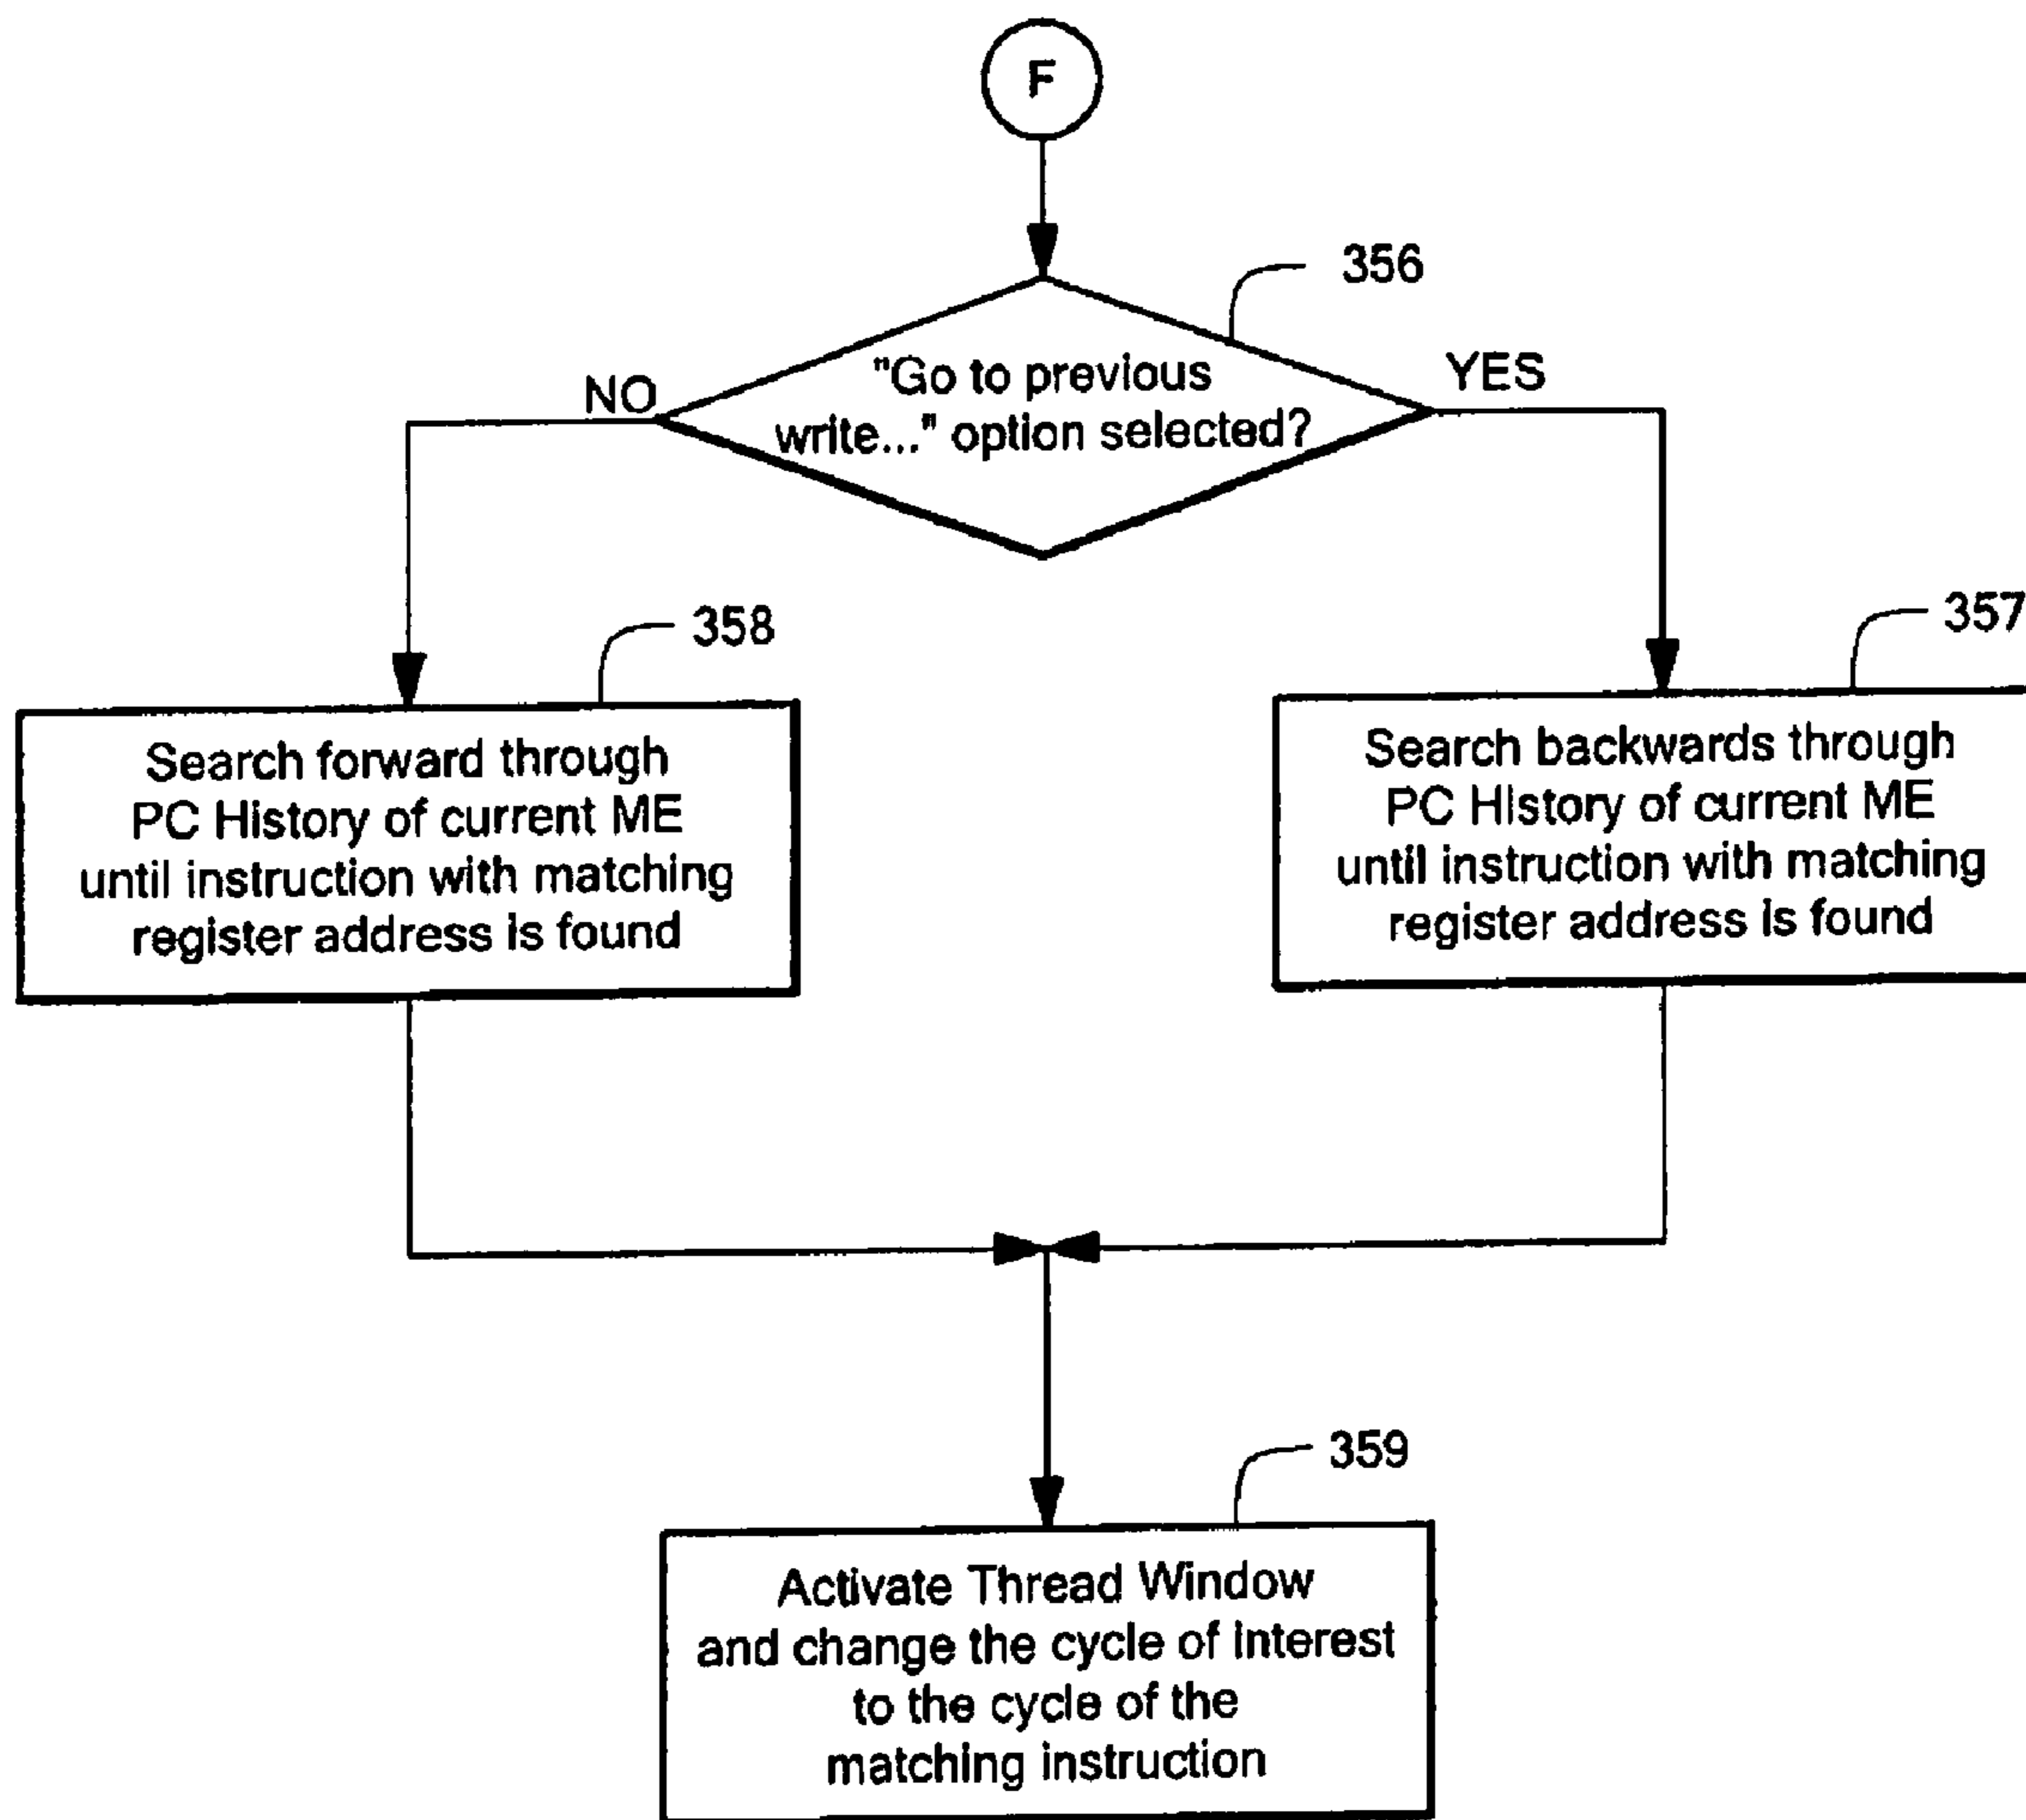 F
356
"Go to previous
write..." option selected?
NO
YES
358
357
Search forward through
PC History of current ME
until instruction with matching
register address is found
Search backwards through
PC History of current ME
until instruction with matching
register address is found
359
Activate Thread Window
and change the cycle of interest
to the cycle of the
matching instruction